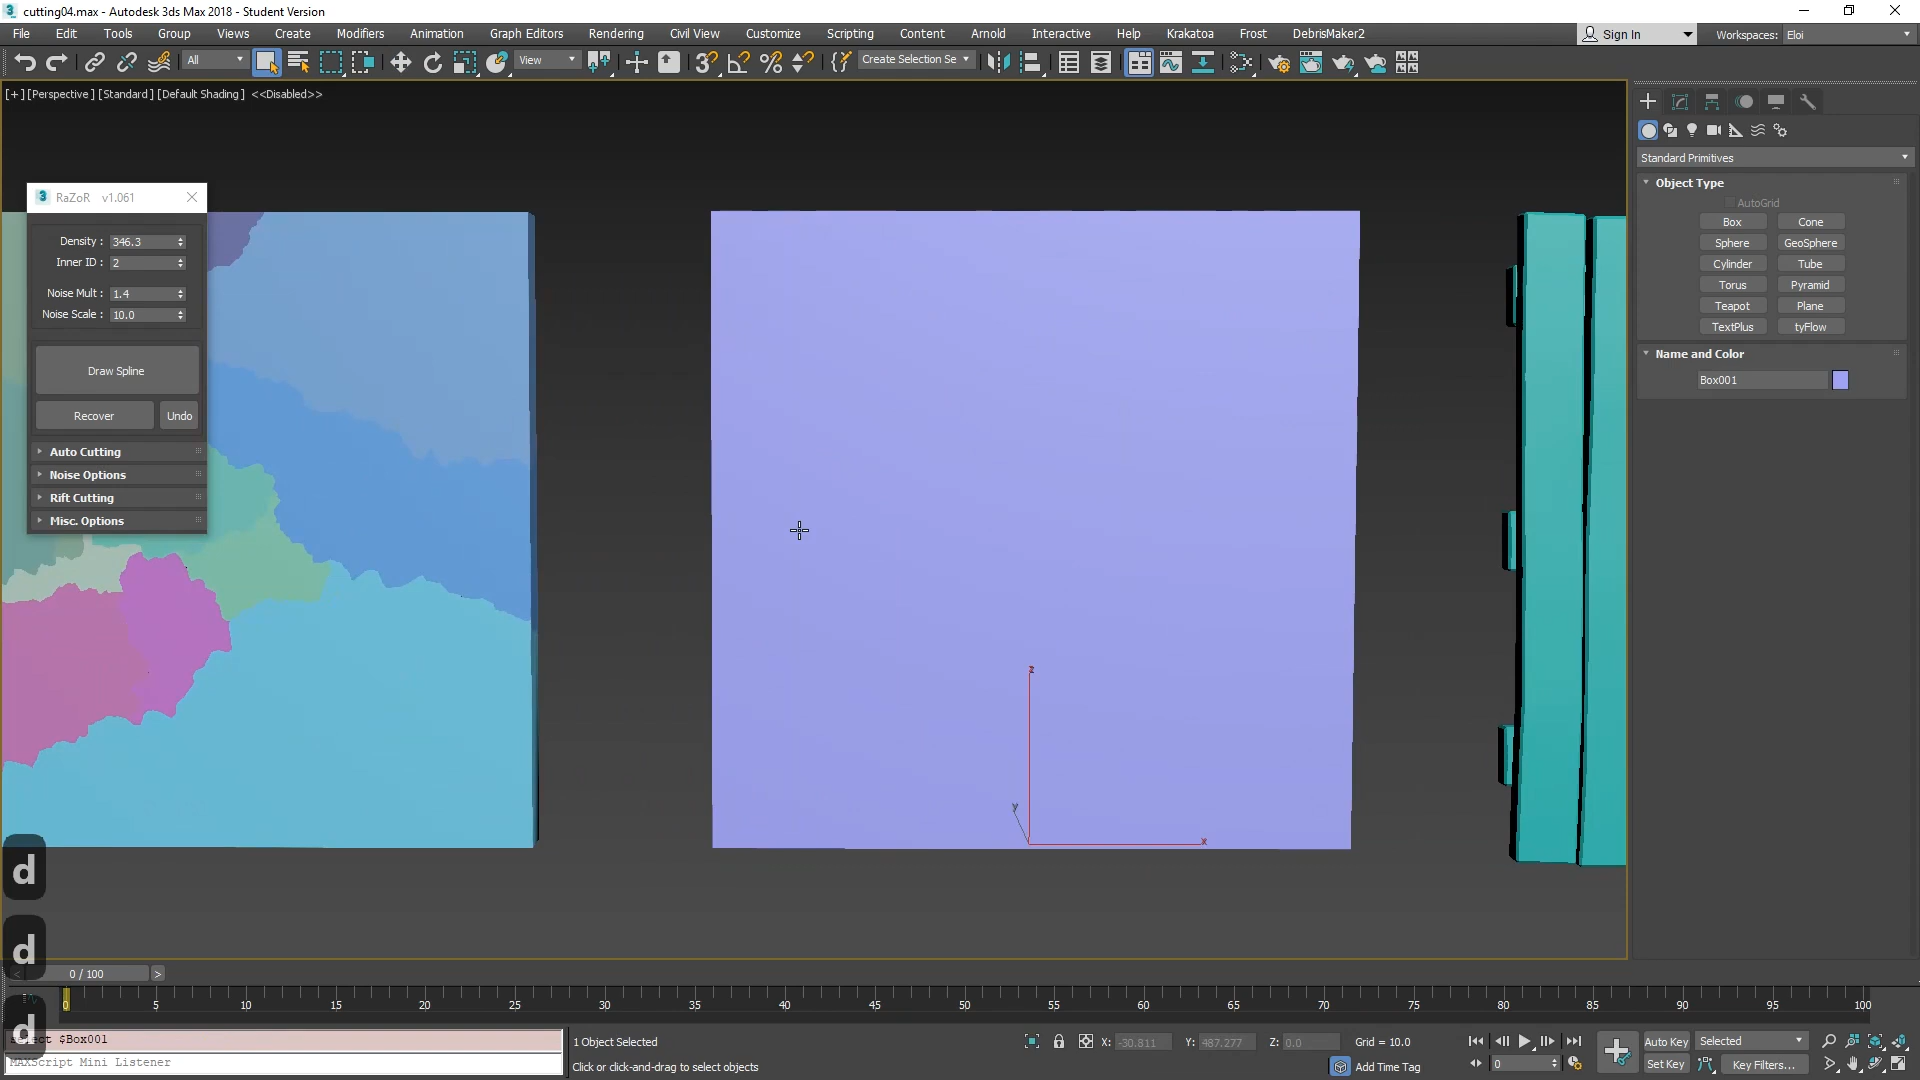 cutting04.max - Autodesk 3ds Max 2018 - Student Version
File Edit Tools Group Views Create Modifiers Animation Graph Editors Rendering Civil View Customize Scripting Content Arnold Interactive Help Krakatoa Frost DebrisMaker2 Sign In Workspaces: Eloi
All View Create Selection Se
[+] [Perspective] [Standard] [Default Shading] <<Disabled>>
Standard Primitives
Object Type
AutoGrid
Box Cone
Sphere GeoSphere
Cylinder Tube
Torus Pyramid
Teapot Plane
TextPlus tyFlow
Name and Color
Box001
RaZoR v1.061
Density : 346.3
Inner ID : 2
Noise Mult : 1.4
Noise Scale : 10.0
Draw Spline
Recover Undo
Auto Cutting
Noise Options
Rift Cutting
Misc. Options
z
y
x
d
d
d
0 / 100
0 5 10 15 20 25 30 35 40 45 50 55 60 65 70 75 80 85 90 95 100
select $Box001
MAXScript Mini Listener
1 Object Selected
Click or click-and-drag to select objects
X: -30.811 Y: 487.277 Z: 0.0 Grid = 10.0
Add Time Tag
0
Auto Key Selected
Set Key Key Filters...